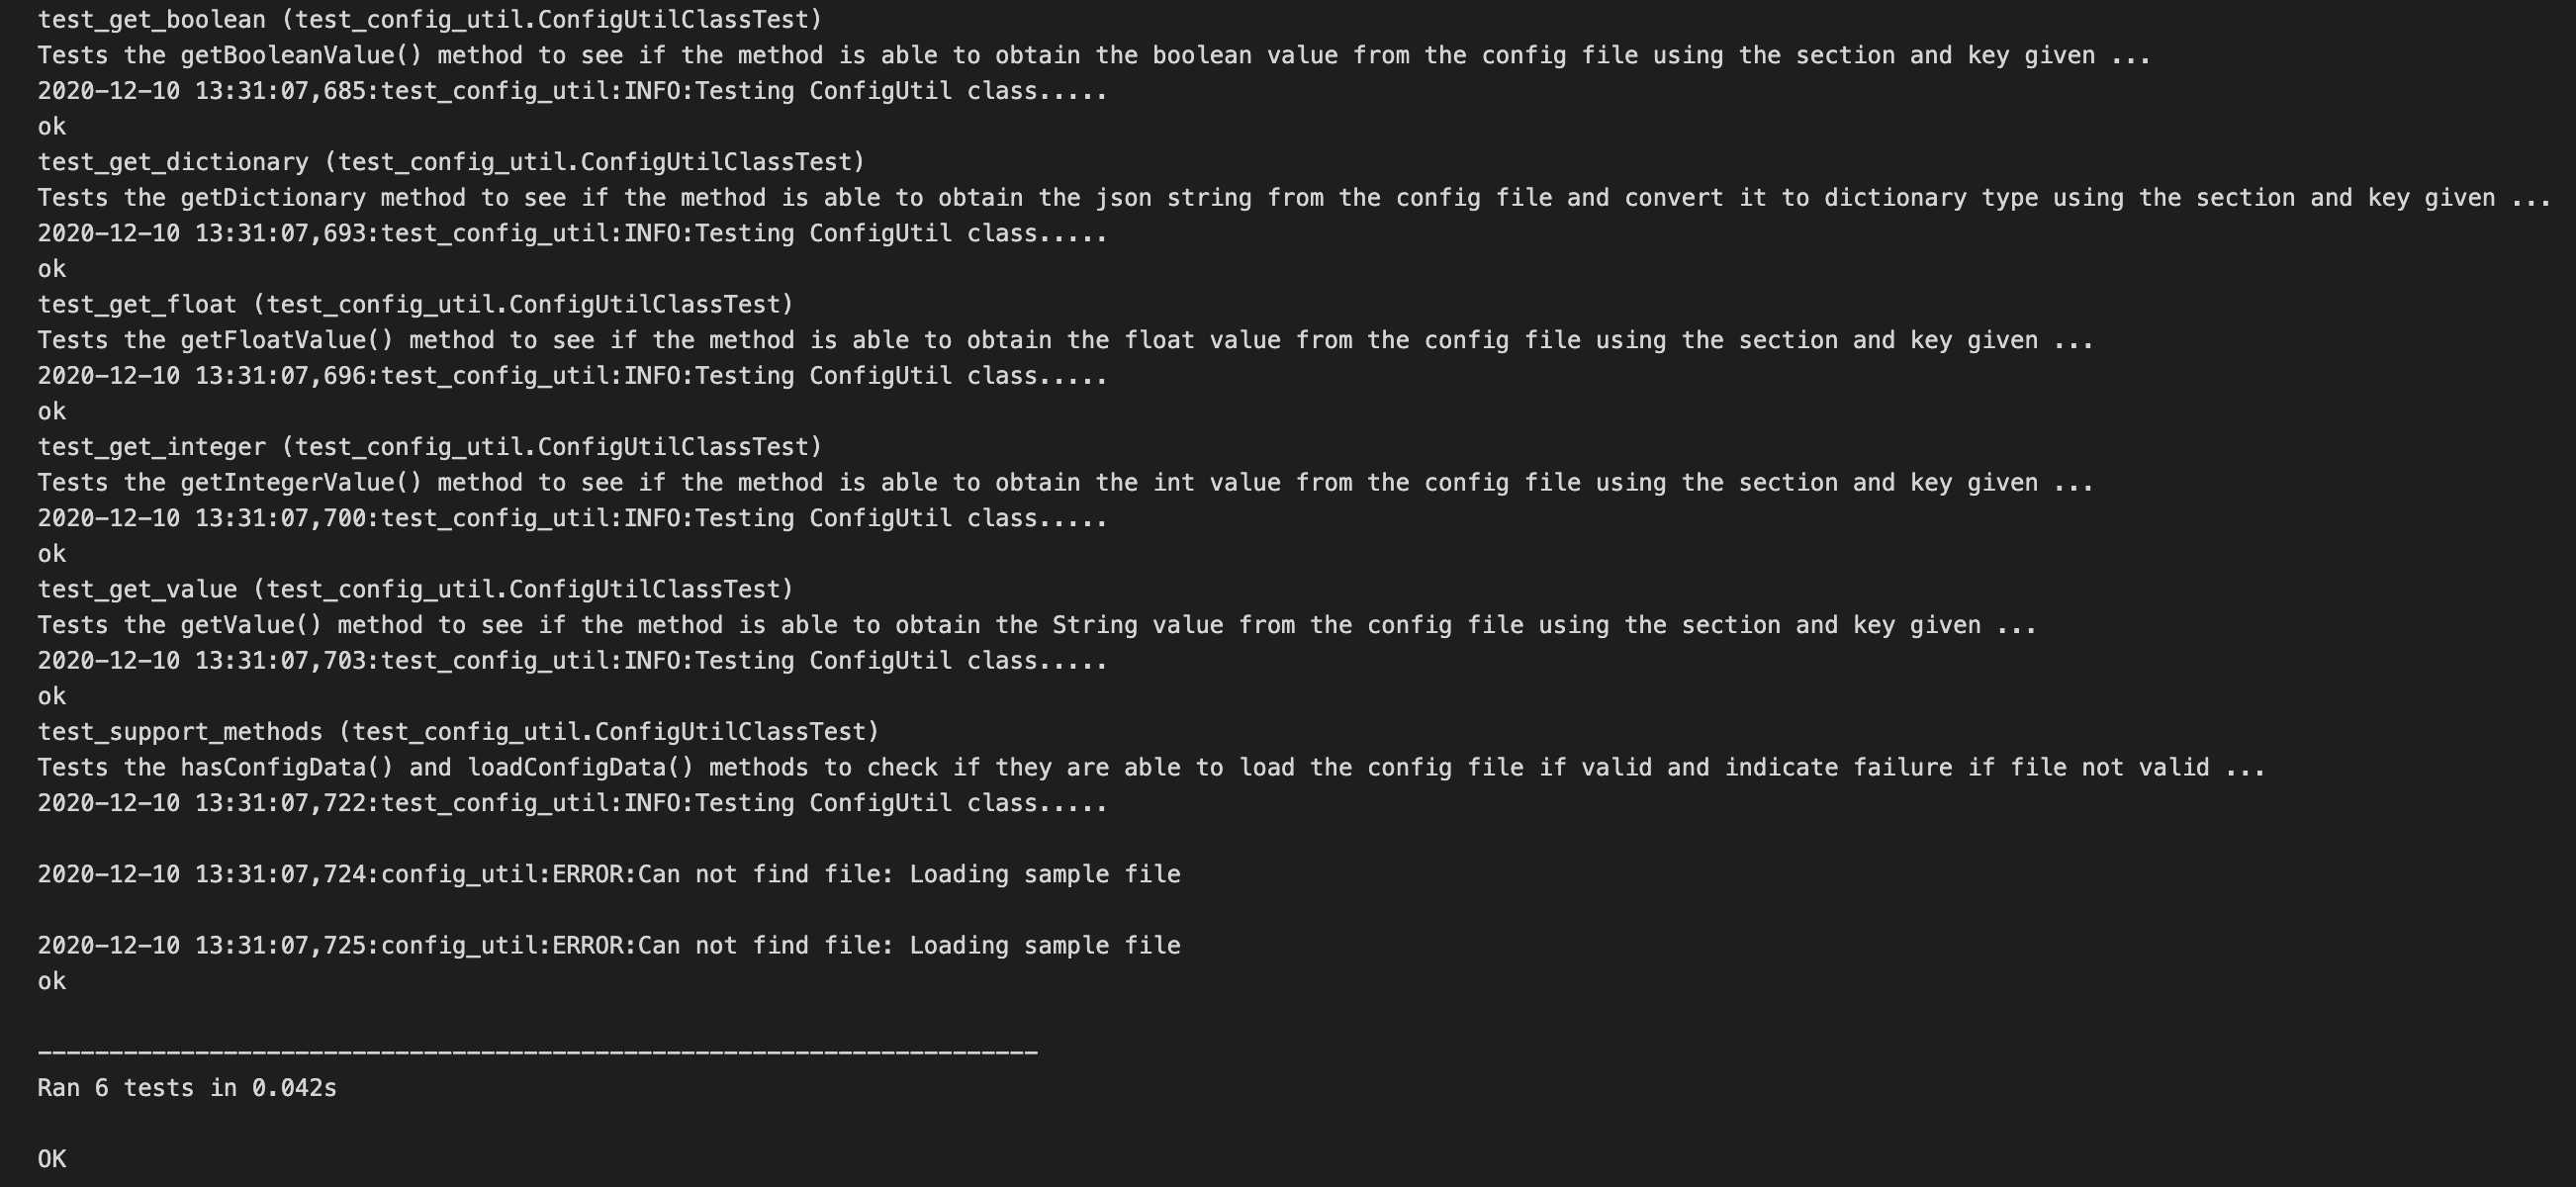 test_get_boolean (test_config_util.ConfigUtilClassTest)
Tests the getBooleanValue() method to see if the method is able to obtain the boolean value from the config file using the section and key given ...
2020-12-10 13:31:07,685:test_config_util:INFO:Testing ConfigUtil class.....
ok
test_get_dictionary (test_config_util.ConfigUtilClassTest)
Tests the getDictionary method to see if the method is able to obtain the json string from the config file and convert it to dictionary type using the section and key given ...
2020-12-10 13:31:07,693:test_config_util:INFO:Testing ConfigUtil class.....
ok
test_get_float (test_config_util.ConfigUtilClassTest)
Tests the getFloatValue() method to see if the method is able to obtain the float value from the config file using the section and key given ...
2020-12-10 13:31:07,696:test_config_util:INFO:Testing ConfigUtil class.....
ok
test_get_integer (test_config_util.ConfigUtilClassTest)
Tests the getIntegerValue() method to see if the method is able to obtain the int value from the config file using the section and key given ...
2020-12-10 13:31:07,700:test_config_util:INFO:Testing ConfigUtil class.....
ok
test_get_value (test_config_util.ConfigUtilClassTest)
Tests the getValue() method to see if the method is able to obtain the String value from the config file using the section and key given ...
2020-12-10 13:31:07,703:test_config_util:INFO:Testing ConfigUtil class.....
ok
test_support_methods (test_config_util.ConfigUtilClassTest)
Tests the hasConfigData() and loadConfigData() methods to check if they are able to load the config file if valid and indicate failure if file not valid ...
2020-12-10 13:31:07,722:test_config_util:INFO:Testing ConfigUtil class.....

2020-12-10 13:31:07,724:config_util:ERROR:Can not find file: Loading sample file

2020-12-10 13:31:07,725:config_util:ERROR:Can not find file: Loading sample file
ok

----------------------------------------------------------------------
Ran 6 tests in 0.042s

OK